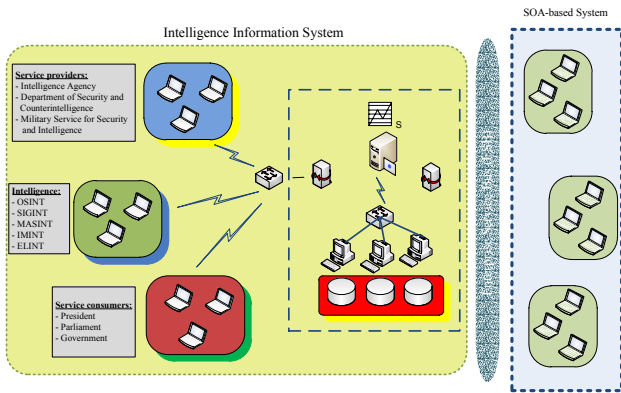 SOA-based System
Intelligence Information System
Service providers:
- Intelligence Agency
- Department of Security and
Counterintelligence
- Military Service for Security
and Intelligence
S
Intelligence:
- OSINT
- SIGINT
- MASINT
- IMINT
- ELINT
Service consumers:
- President
- Parliament
- Government